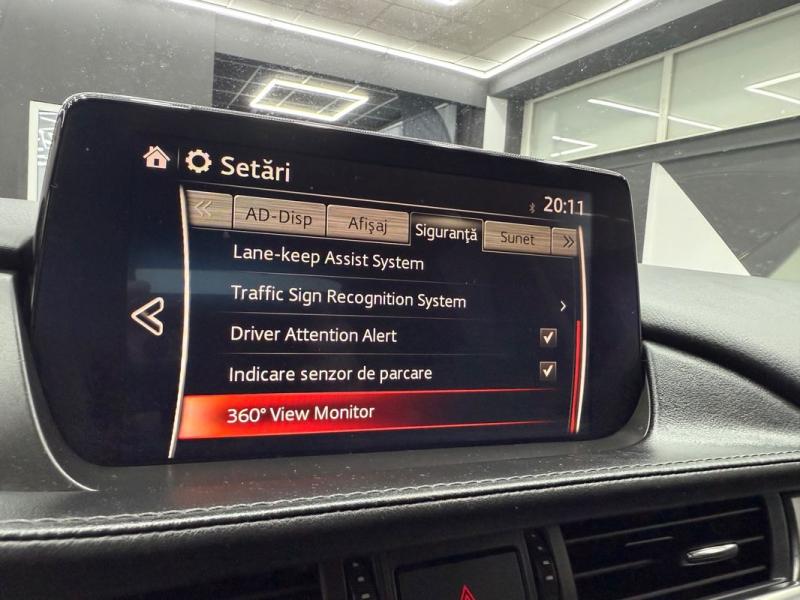 Setări
20:11
AD-Disp Afişaj Siguranţă Sunet
Lane-keep Assist System
Traffic Sign Recognition System
Driver Attention Alert
Indicare senzor de parcare
360° View Monitor